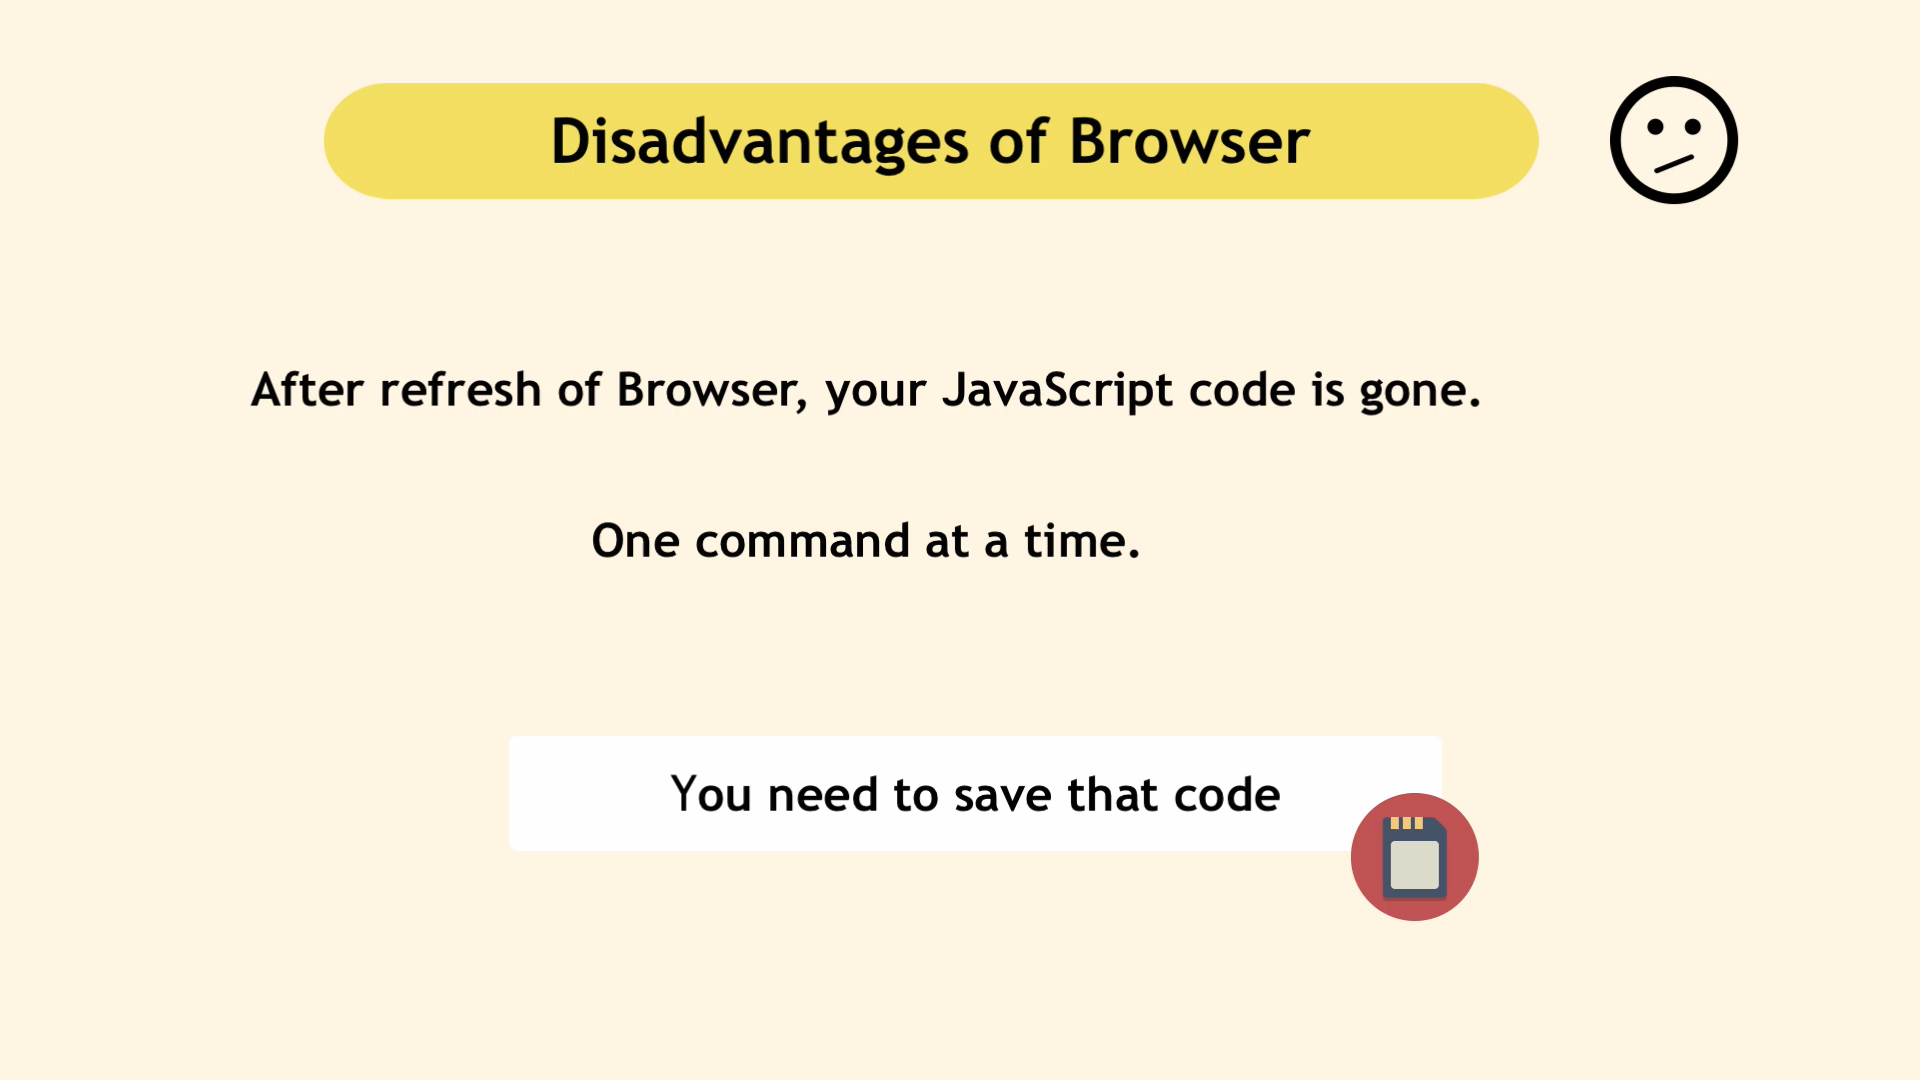 Disadvantages of Browser
After refresh of Browser, your JavaScript code is gone.
One command at a time.
You need to save that code